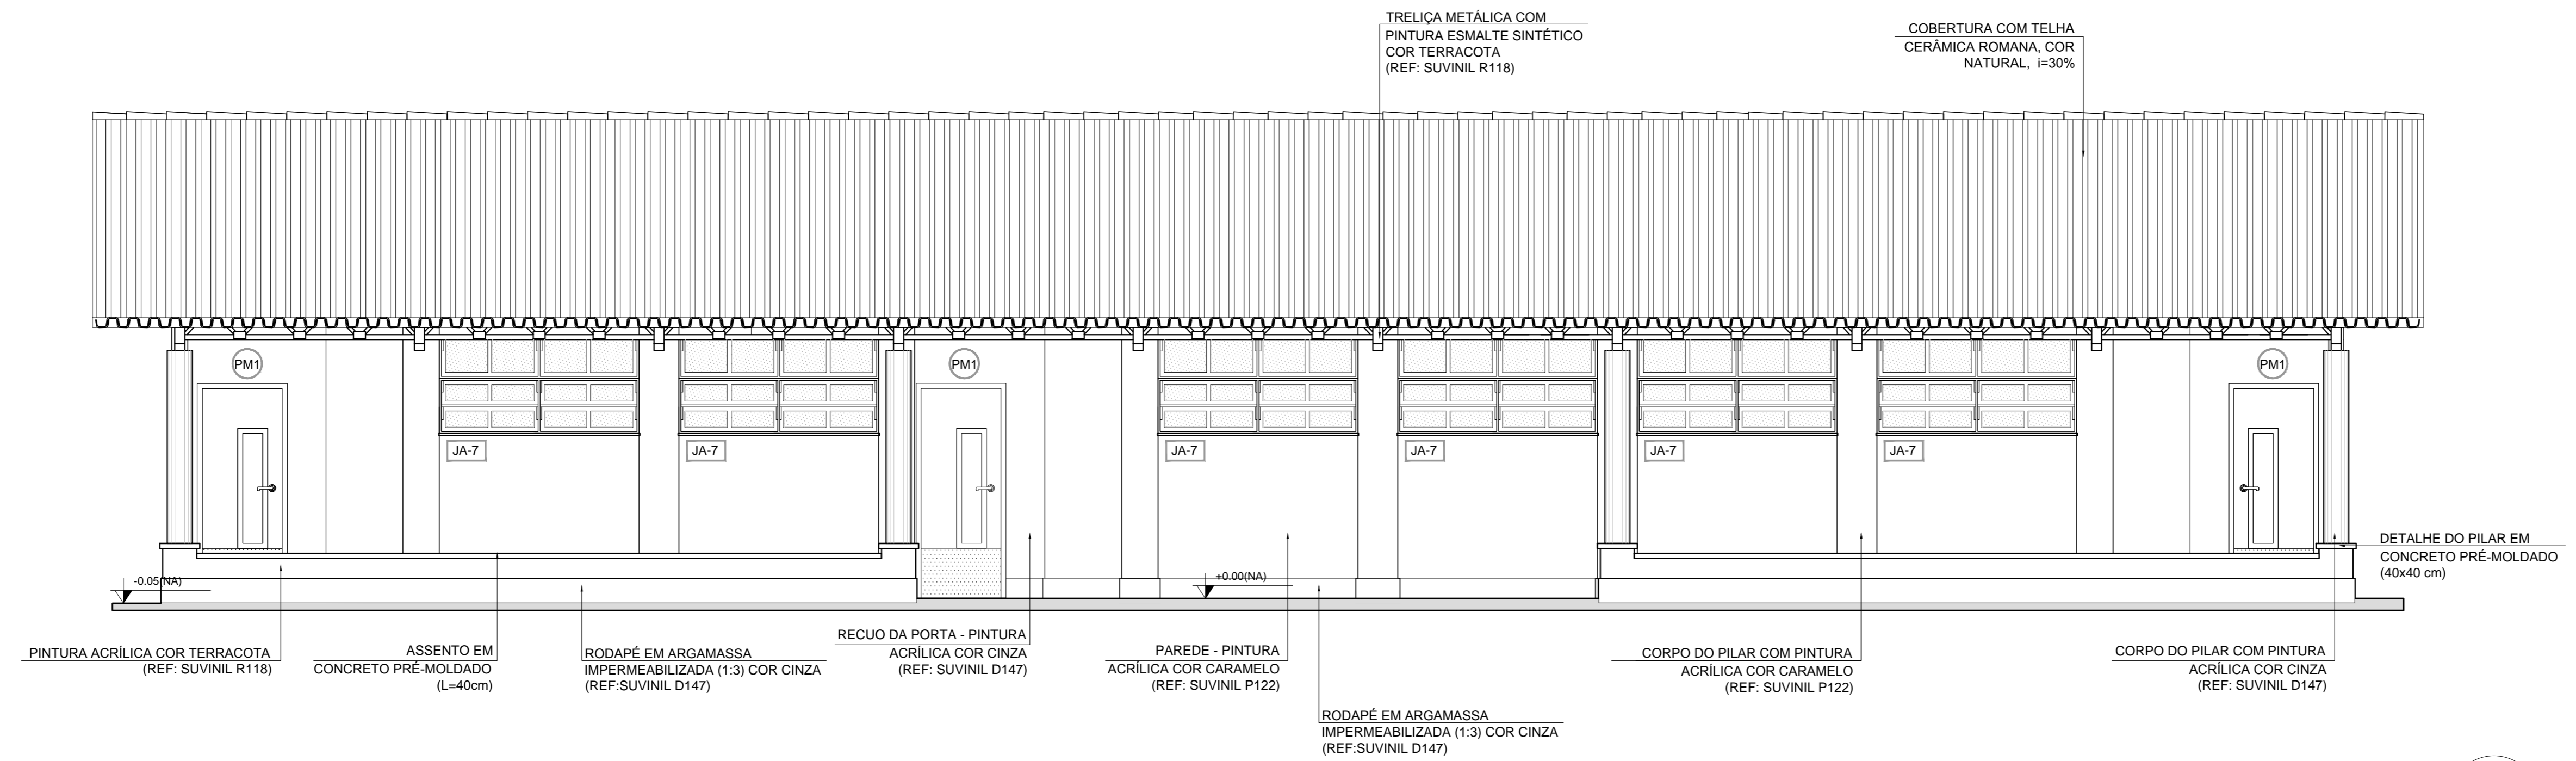 TRELIÇA METÁLICA COM
PINTURA ESMALTE SINTÉTICO
COR TERRACOTA
(REF: SUVINIL R118)
COBERTURA COM TELHA
CERÂMICA ROMANA, COR
NATURAL, i=30%
PM1
PM1
PM1
JA-7
JA-7
JA-7
JA-7
JA-7
JA-7
-0.05(NA)
+0.00(NA)
DETALHE DO PILAR EM
CONCRETO PRÉ-MOLDADO
(40x40 cm)
PINTURA ACRÍLICA COR TERRACOTA
(REF: SUVINIL R118)
ASSENTO EM
CONCRETO PRÉ-MOLDADO
(L=40cm)
RODAPÉ EM ARGAMASSA
IMPERMEABILIZADA (1:3) COR CINZA
(REF:SUVINIL D147)
RECUO DA PORTA - PINTURA
ACRÍLICA COR CINZA
(REF: SUVINIL D147)
PAREDE - PINTURA
ACRÍLICA COR CARAMELO
(REF: SUVINIL P122)
RODAPÉ EM ARGAMASSA
IMPERMEABILIZADA (1:3) COR CINZA
(REF:SUVINIL D147)
CORPO DO PILAR COM PINTURA
ACRÍLICA COR CARAMELO
(REF: SUVINIL P122)
CORPO DO PILAR COM PINTURA
ACRÍLICA COR CINZA
(REF: SUVINIL D147)